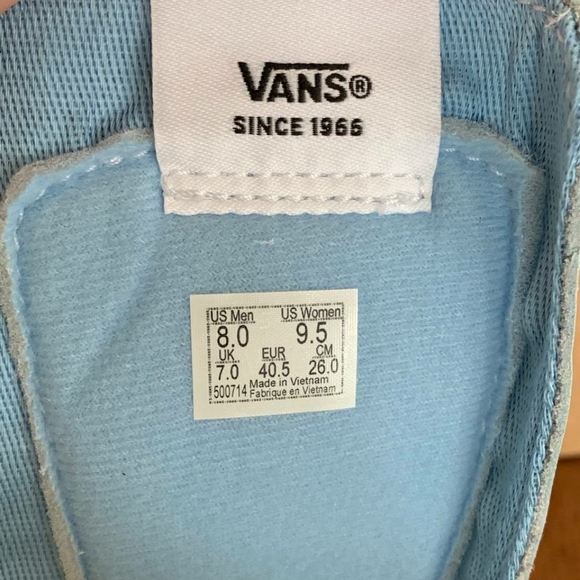 VANS®
SINCE 1966
US Men US Women
8.0 9.5
UK EUR CM
7.0 40.5 26.0
500714 Made in Vietnam
Fabrique en Vietnam